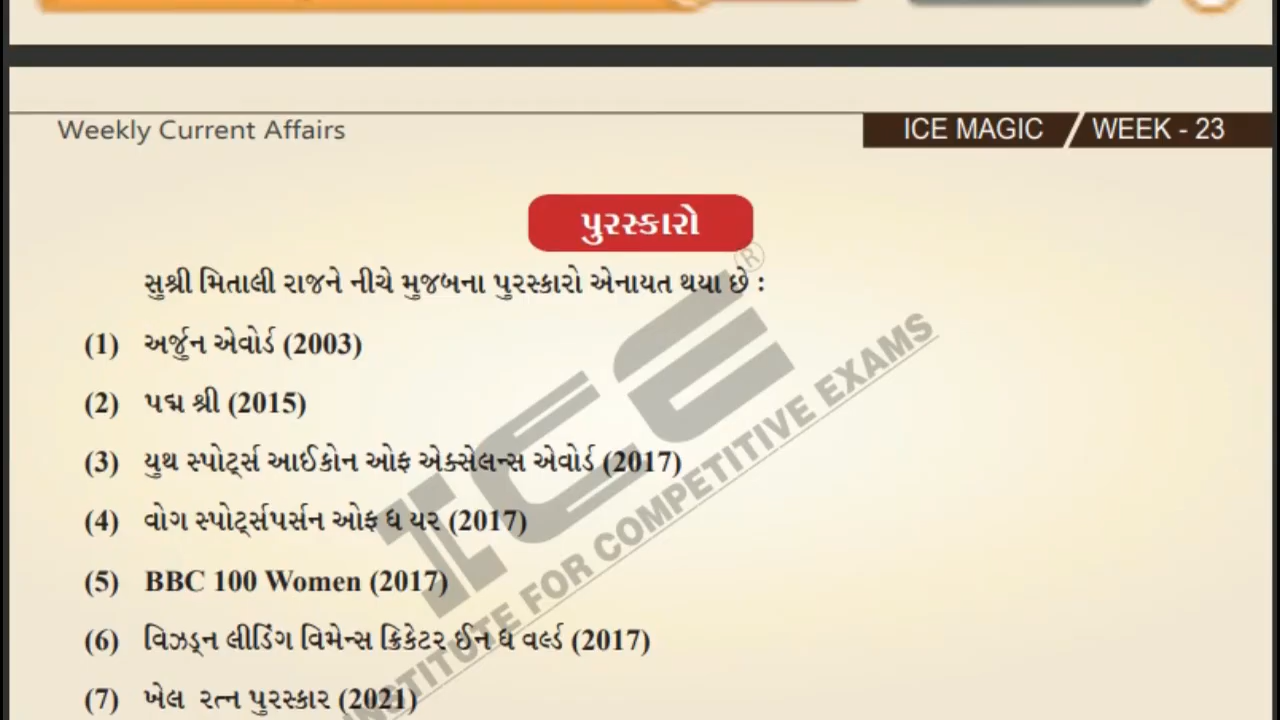 Weekly Current Affairs
ICE MAGIC / WEEK - 23
પુરસ્કારો
સુશ્રી મિતાલી રાજને નીચે મુજબના પુરસ્કારો એનાયત થયા છે :
(1) અર્જુન એવોર્ડ (2003)
(2) પદ્મ શ્રી (2015)
(3) યુથ સ્પોર્ટ્સ આઈકોન ઓફ એક્સેલન્સ એવોર્ડ (2017)
(4) વોગ સ્પોર્ટ્સપર્સન ઓફ ધ યર (2017)
(5) BBC 100 Women (2017)
(6) વિઝડ્ન લીડિંગ વિમેન્સ ક્રિકેટર ઈન ધ વર્લ્ડ (2017)
(7) ખેલ રત્ન પુરસ્કાર (2021)
ICE ®
INSTITUTE FOR COMPETITIVE EXAMS